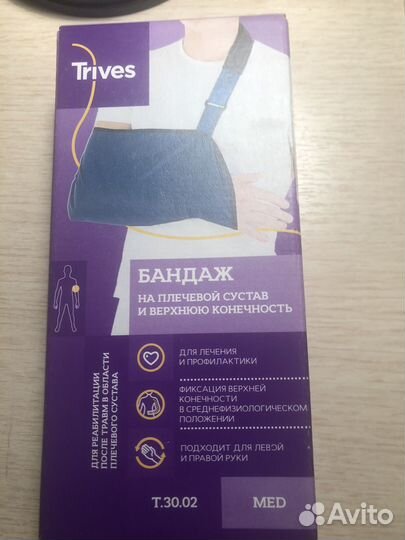 Trives
БАНДАЖ
НА ПЛЕЧЕВОЙ СУСТАВ
И ВЕРХНЮЮ КОНЕЧНОСТЬ
ДЛЯ РЕАБИЛИТАЦИИ
ПОСЛЕ ТРАВМ В ОБЛАСТИ
ПЛЕЧЕВОГО СУСТАВА
ДЛЯ ЛЕЧЕНИЯ
И ПРОФИЛАКТИКИ
ФИКСАЦИЯ ВЕРХНЕЙ
КОНЕЧНОСТИ
В СРЕДНЕФИЗИОЛОГИЧЕСКОМ
ПОЛОЖЕНИИ
ПОДХОДИТ ДЛЯ ЛЕВОЙ
И ПРАВОЙ РУКИ
T.30.02
MED
Avito